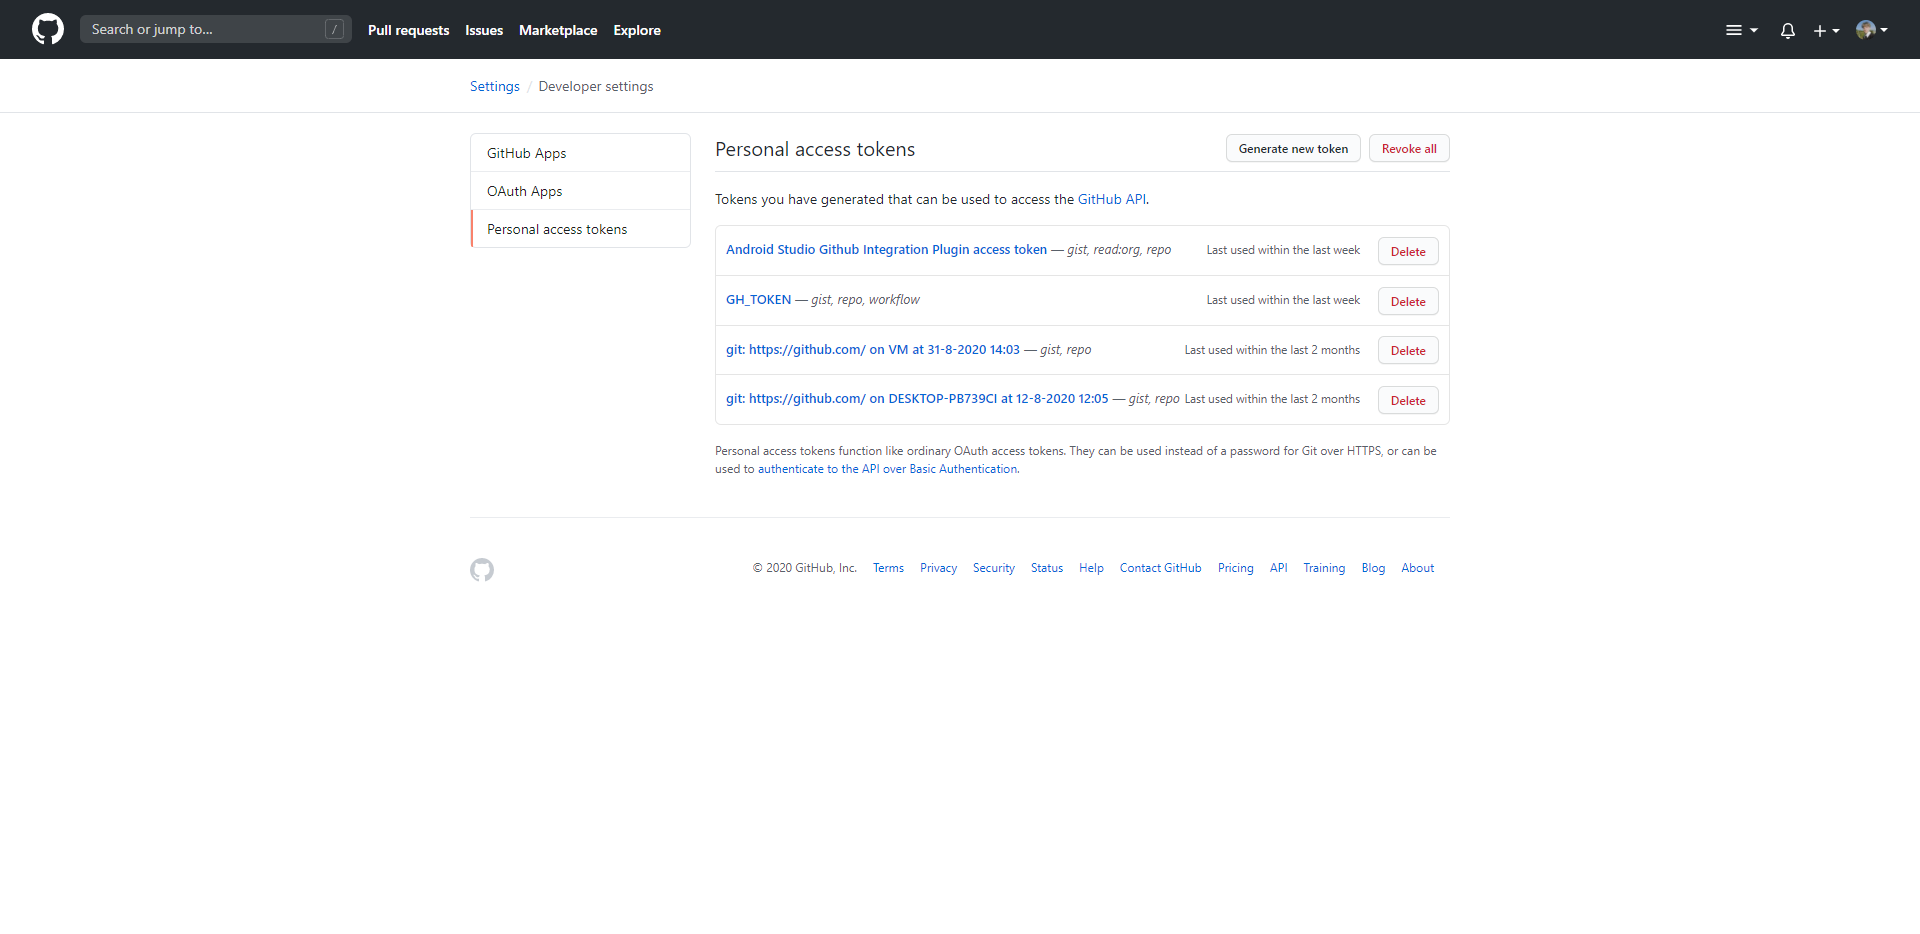 Search or jump to... /
Pull requests Issues Marketplace Explore
Settings / Developer settings
GitHub Apps
OAuth Apps
Personal access tokens
Personal access tokens
Generate new token Revoke all
Tokens you have generated that can be used to access the GitHub API.
Android Studio Github Integration Plugin access token — gist, read:org, repo Last used within the last week Delete
GH_TOKEN — gist, repo, workflow Last used within the last week Delete
git: https://github.com/ on VM at 31-8-2020 14:03 — gist, repo Last used within the last 2 months Delete
git: https://github.com/ on DESKTOP-PB739CI at 12-8-2020 12:05 — gist, repo Last used within the last 2 months Delete
Personal access tokens function like ordinary OAuth access tokens. They can be used instead of a password for Git over HTTPS, or can be
used to authenticate to the API over Basic Authentication.
© 2020 GitHub, Inc. Terms Privacy Security Status Help Contact GitHub Pricing API Training Blog About